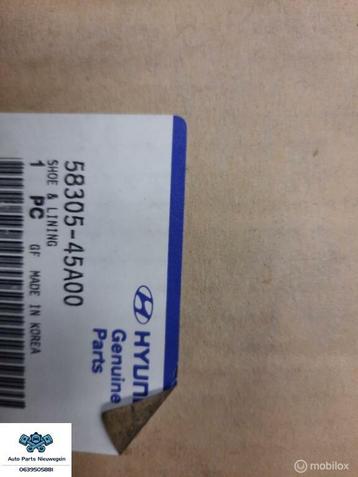 58305-45A00
SHOE & LINING
1 PC GF MADE IN KOREA
HYUN
Genuine
Parts
Auto Parts Nieuwegein
0639505881
© mobilox